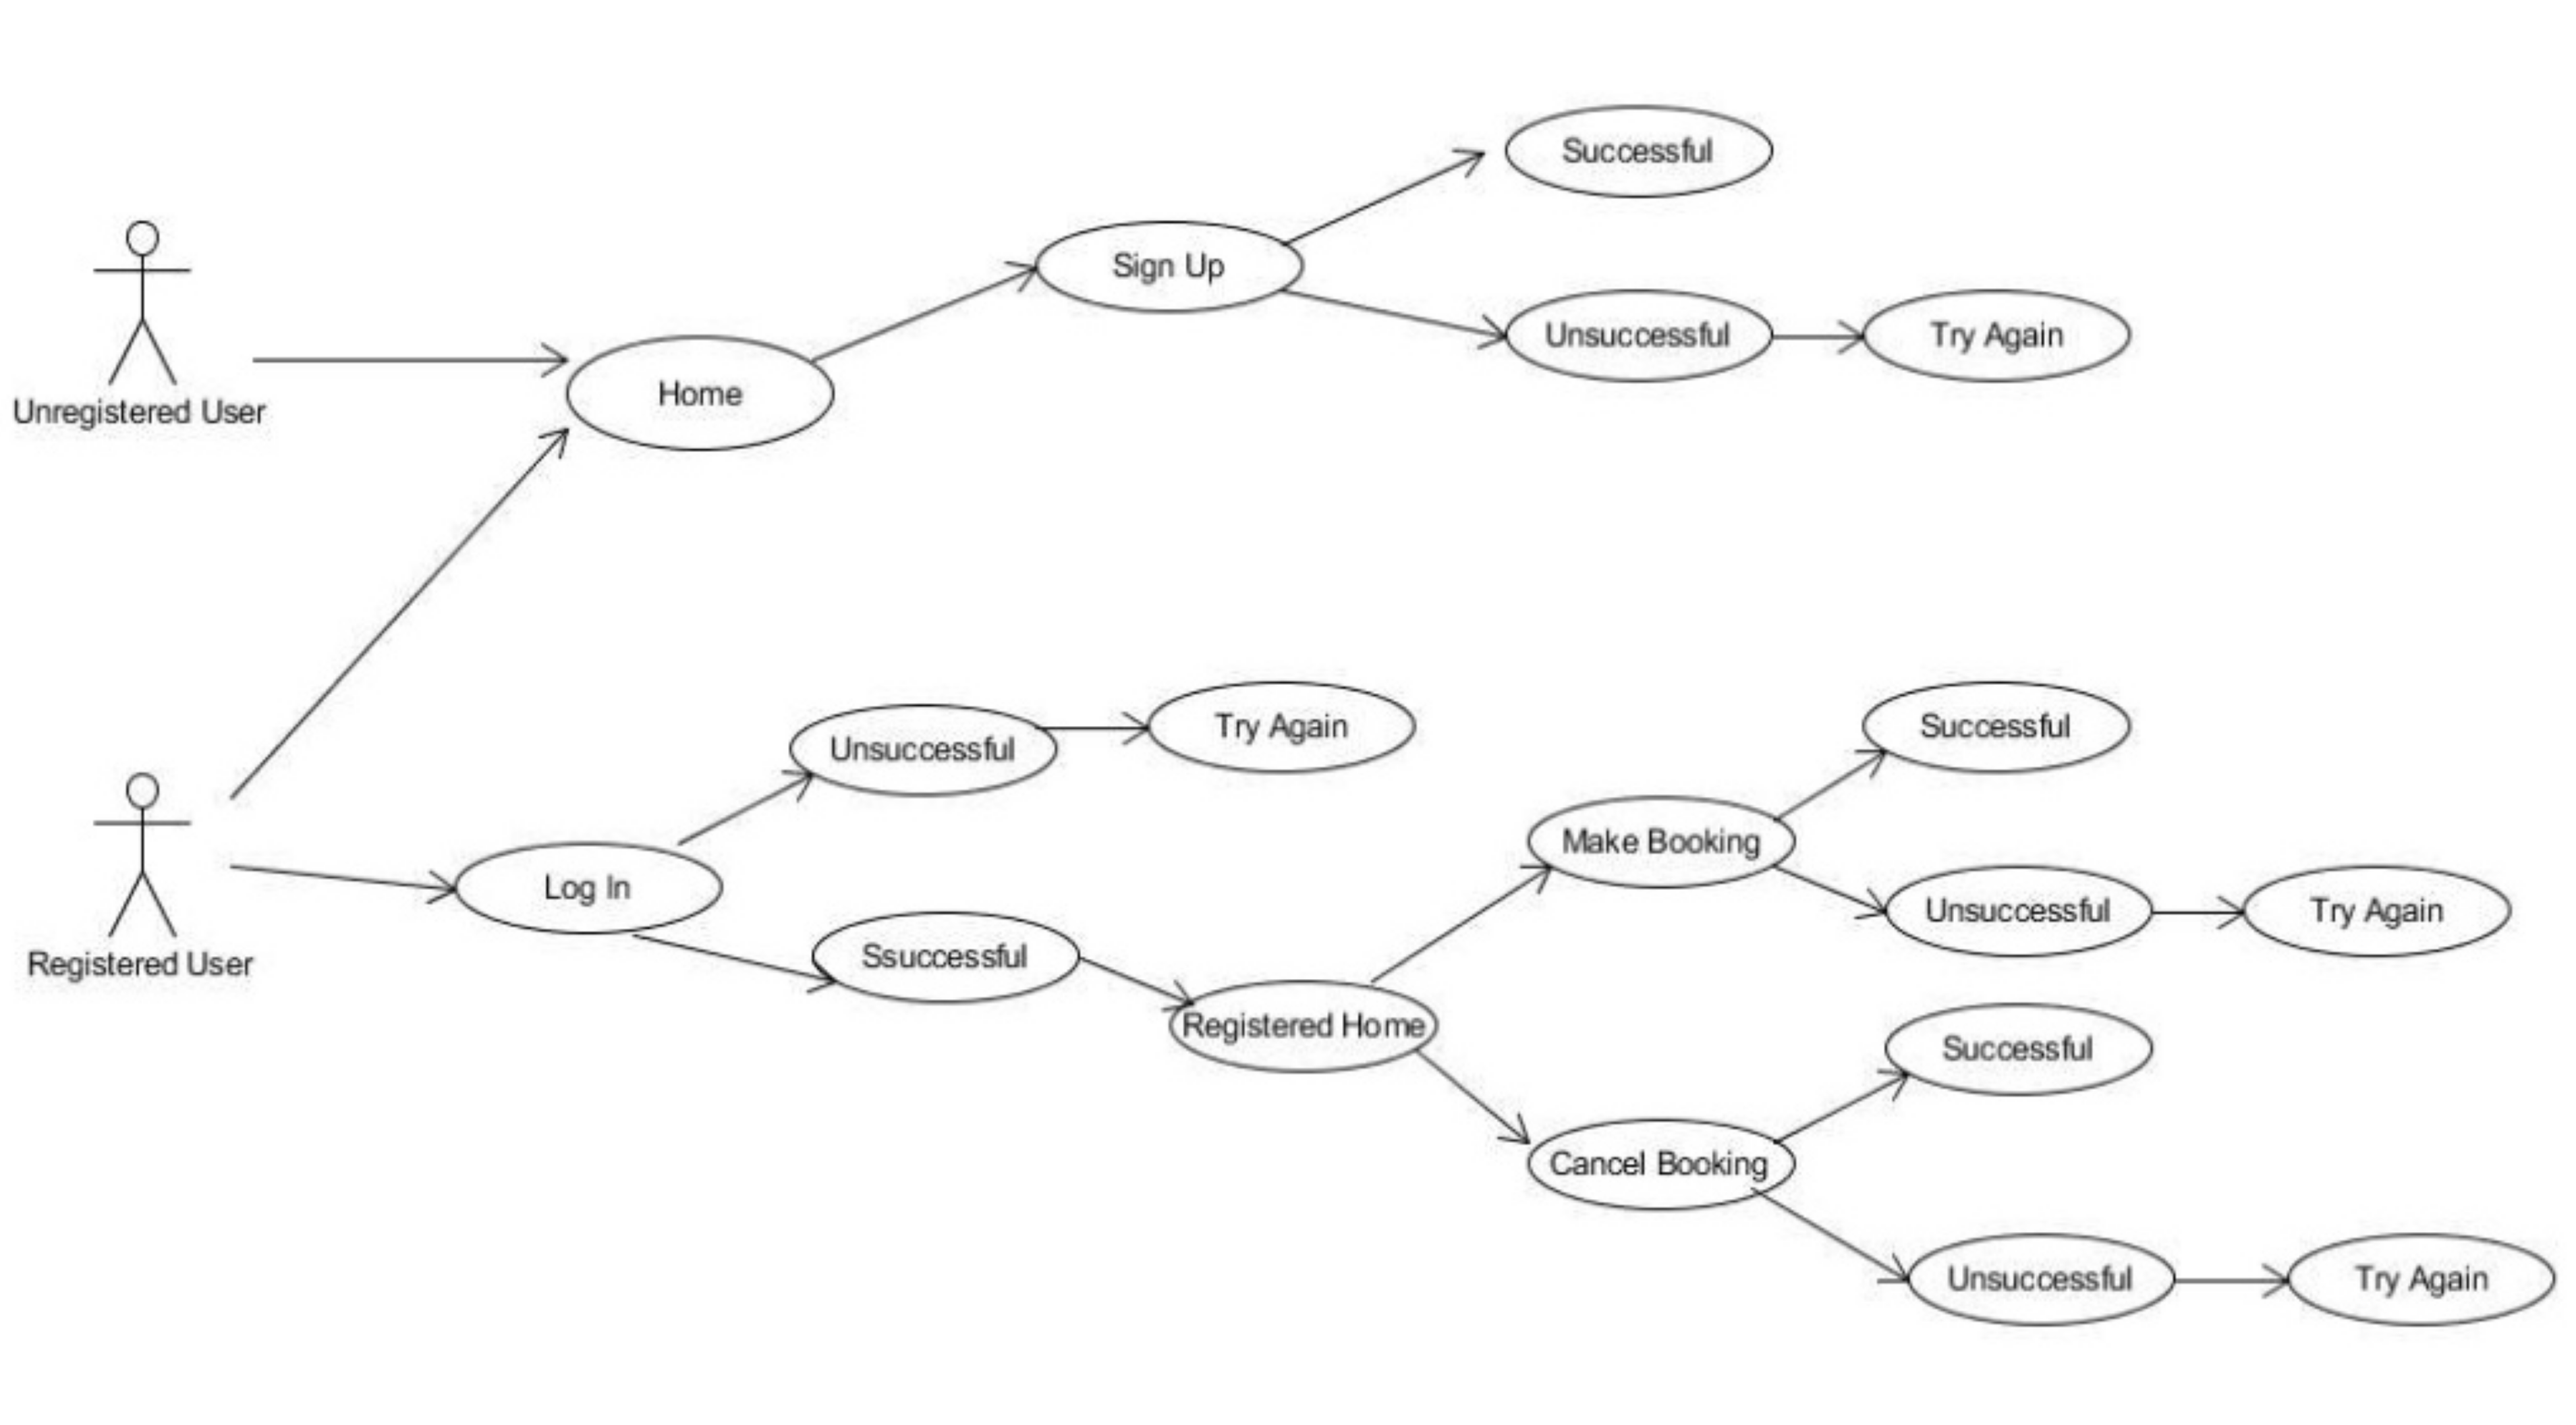 Successful
Sign Up
Unsuccessful
Try Again
Home
Unregistered User
Unsuccessful
Try Again
Successful
Make Booking
Log In
Unsuccessful
Try Again
Ssuccessful
Registered User
Registered Home
Successful
Cancel Booking
Unsuccessful
Try Again